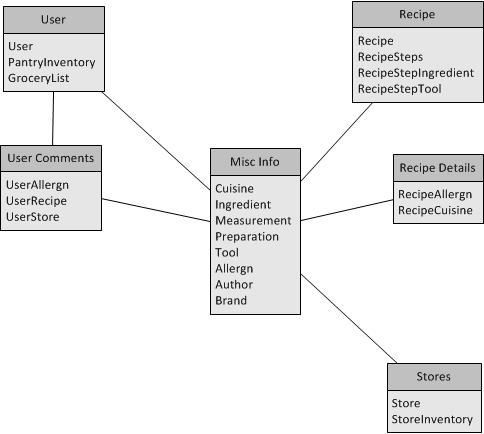 User
User
PantryInventory
GroceryList
Recipe
Recipe
RecipeSteps
RecipeStepIngredient
RecipeStepTool
User Comments
UserAllergn
UserRecipe
UserStore
Misc Info
Cuisine
Ingredient
Measurement
Preparation
Tool
Allergn
Author
Brand
Recipe Details
RecipeAllergn
RecipeCuisine
Stores
Store
StoreInventory